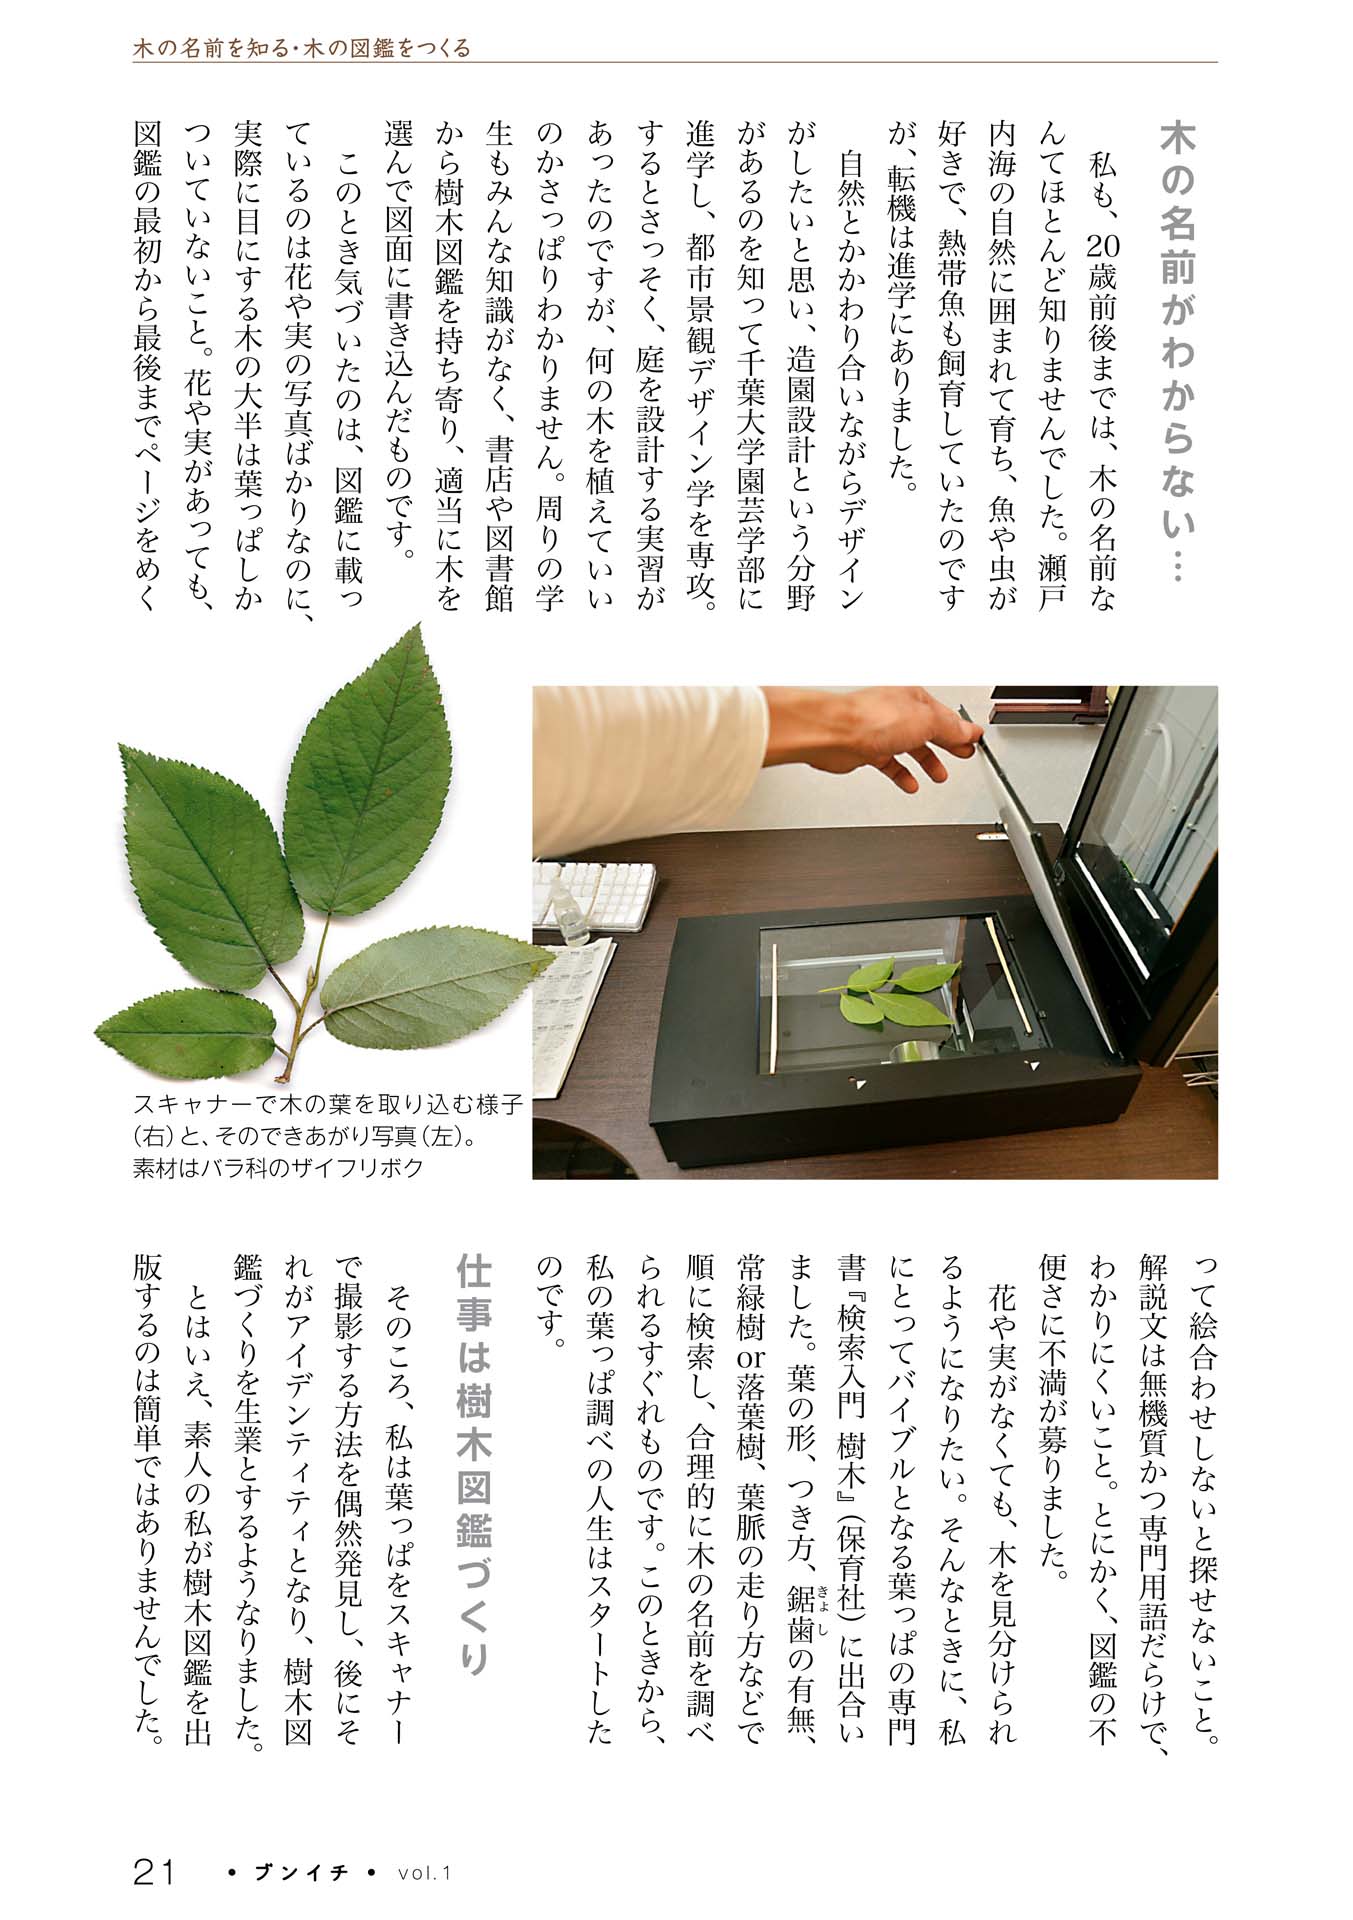 木の名前を知る・木の図鑑をつくる
木の名前がわからない…
私も、20歳前後までは、木の名前な
んてほとんど知りませんでした。瀬戸
内海の自然に囲まれて育ち、魚や虫が
好きで、熱帯魚も飼育していたのです
が、転機は進学にありました。
自然とかかわり合いながらデザイン
がしたいと思い、造園設計という分野
があるのを知って千葉大学園芸学部に
進学し、都市景観デザイン学を専攻。
するとさっそく、庭を設計する実習が
あったのですが、何の木を植えていい
のかさっぱりわかりません。周りの学
生もみんな知識がなく、書店や図書館
から樹木図鑑を持ち寄り、適当に木を
選んで図面に書き込んだものです。
このとき気づいたのは、図鑑に載っ
ているのは花や実の写真ばかりなのに、
実際に目にする木の大半は葉っぱしか
ついていないこと。花や実があっても、
図鑑の最初から最後までページをめく
スキャナーで木の葉を取り込む様子
（右）と、そのできあがり写真（左）。
素材はバラ科のザイフリボク
って絵合わせしないと探せないこと。
解説文は無機質かつ専門用語だらけで、
わかりにくいこと。とにかく、図鑑の不
便さに不満が募りました。
花や実がなくても、木を見分けられ
るようになりたい。そんなときに、私
にとってバイブルとなる葉っぱの専門
書『検索入門 樹木』（保育社）に出合い
ました。葉の形、つき方、鋸歯の有無、
きょし
常緑樹or落葉樹、葉脈の走り方などで
順に検索し、合理的に木の名前を調べ
られるすぐれものです。このときから、
私の葉っぱ調べの人生はスタートした
のです。
仕事は樹木図鑑づくり
そのころ、私は葉っぱをスキャナー
で撮影する方法を偶然発見し、後にそ
れがアイデンティティとなり、樹木図
鑑づくりを生業とするようなりました。
とはいえ、素人の私が樹木図鑑を出
版するのは簡単ではありませんでした。
21 ・ブンイチ・ vol.1